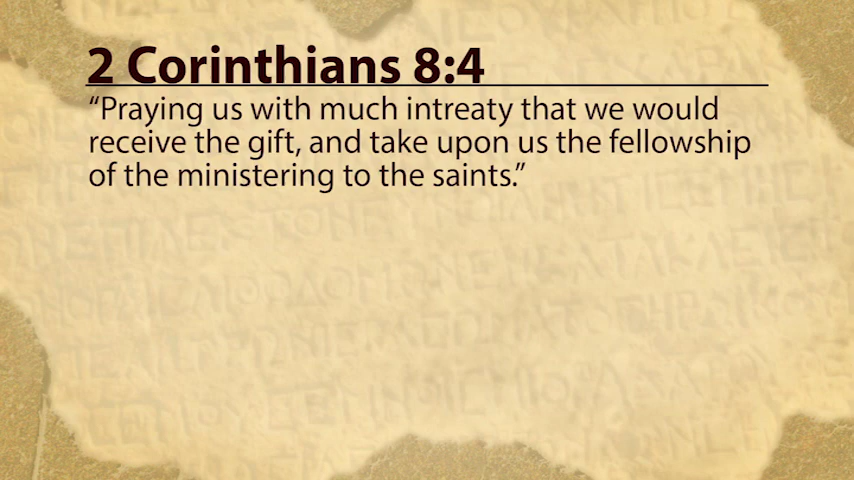 2 Corinthians 8:4
“Praying us with much intreaty that we would
receive the gift, and take upon us the fellowship
of the ministering to the saints.”